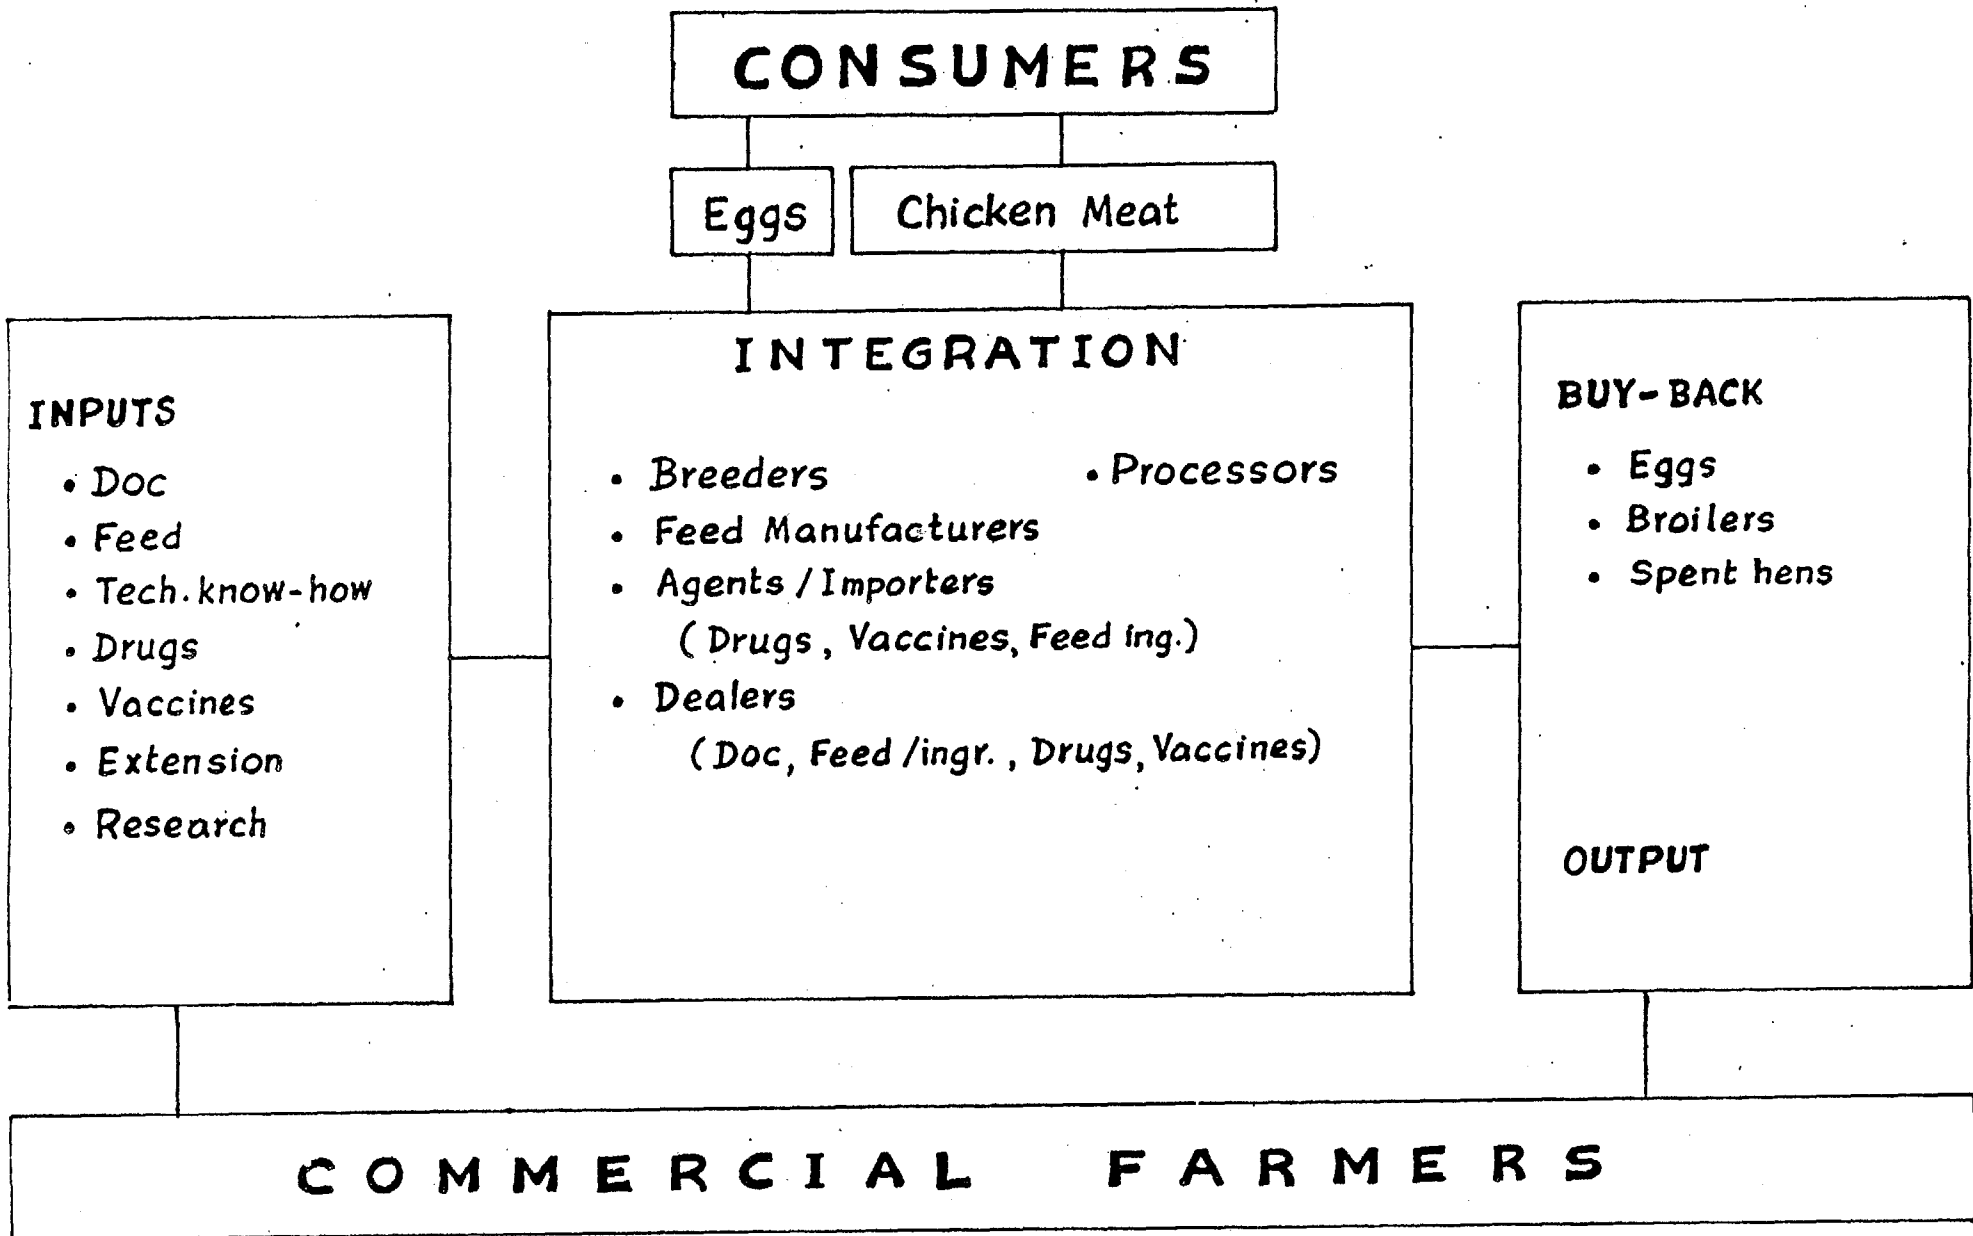 CONSUMERS
Eggs
Chicken Meat
INPUTS
• Doc
• Feed
• Tech. know-how
• Drugs
• Vaccines
• Extension
• Research
INTEGRATION
• Breeders • Processors
• Feed Manufacturers
• Agents / Importers
(Drugs, Vaccines, Feed ing.)
• Dealers
(Doc, Feed /ingr., Drugs, Vaccines)
BUY-BACK
• Eggs
• Broilers
• Spent hens
OUTPUT
COMMERCIAL FARMERS